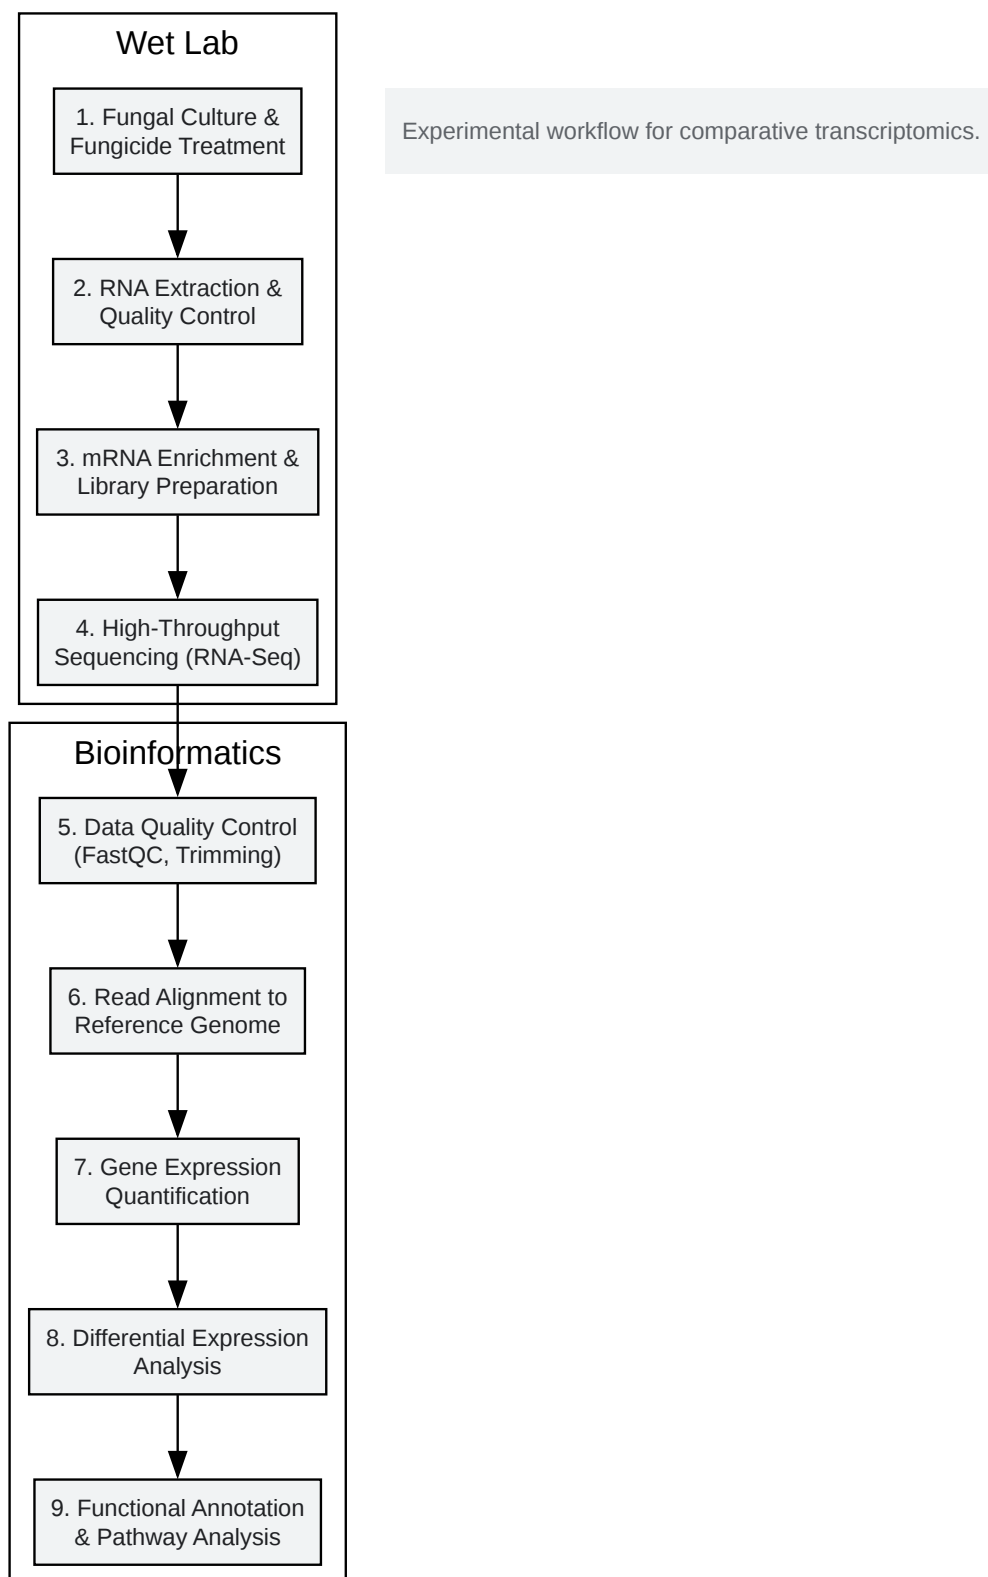 Wet Lab
1. Fungal Culture &
Fungicide Treatment
Experimental workflow for comparative transcriptomics.
2. RNA Extraction &
Quality Control
3. mRNA Enrichment &
Library Preparation
4. High-Throughput
Sequencing (RNA-Seq)
Bioinformatics
5. Data Quality Control
(FastQC, Trimming)
6. Read Alignment to
Reference Genome
7. Gene Expression
Quantification
8. Differential Expression
Analysis
9. Functional Annotation
& Pathway Analysis